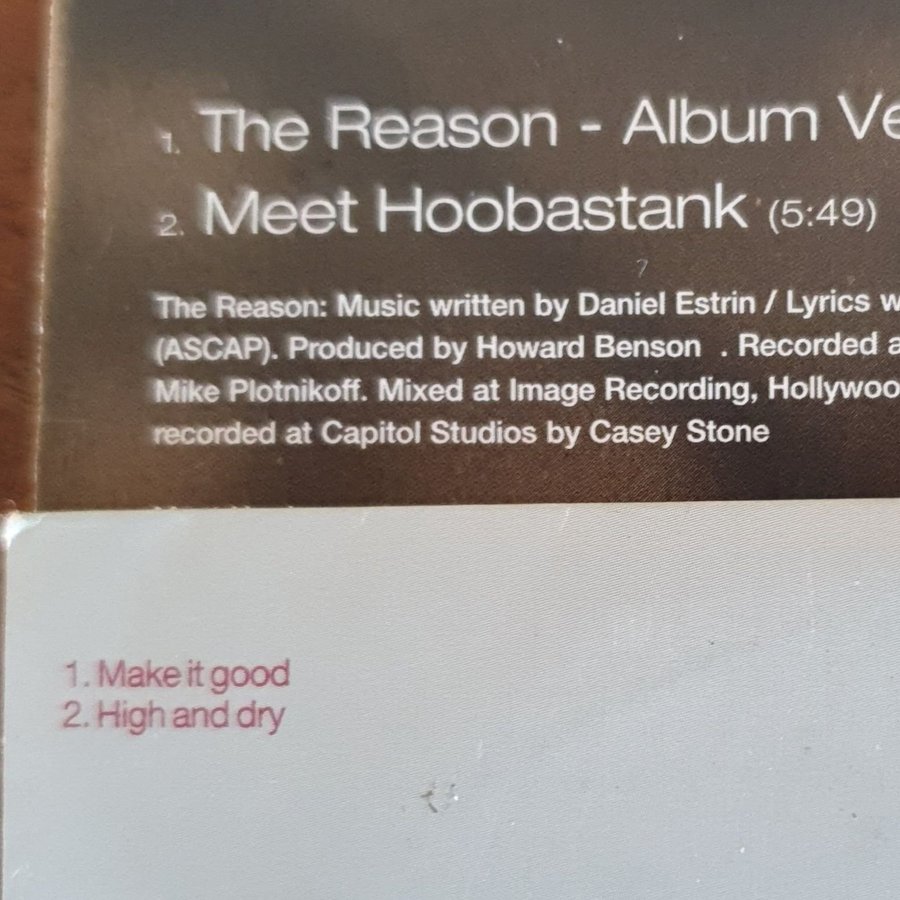 1. The Reason - Album Ve
2. Meet Hoobastank (5:49)
The Reason: Music written by Daniel Estrin / Lyrics w
(ASCAP). Produced by Howard Benson . Recorded a
Mike Plotnikoff. Mixed at Image Recording, Hollywoo
recorded at Capitol Studios by Casey Stone
1. Make it good
2. High and dry